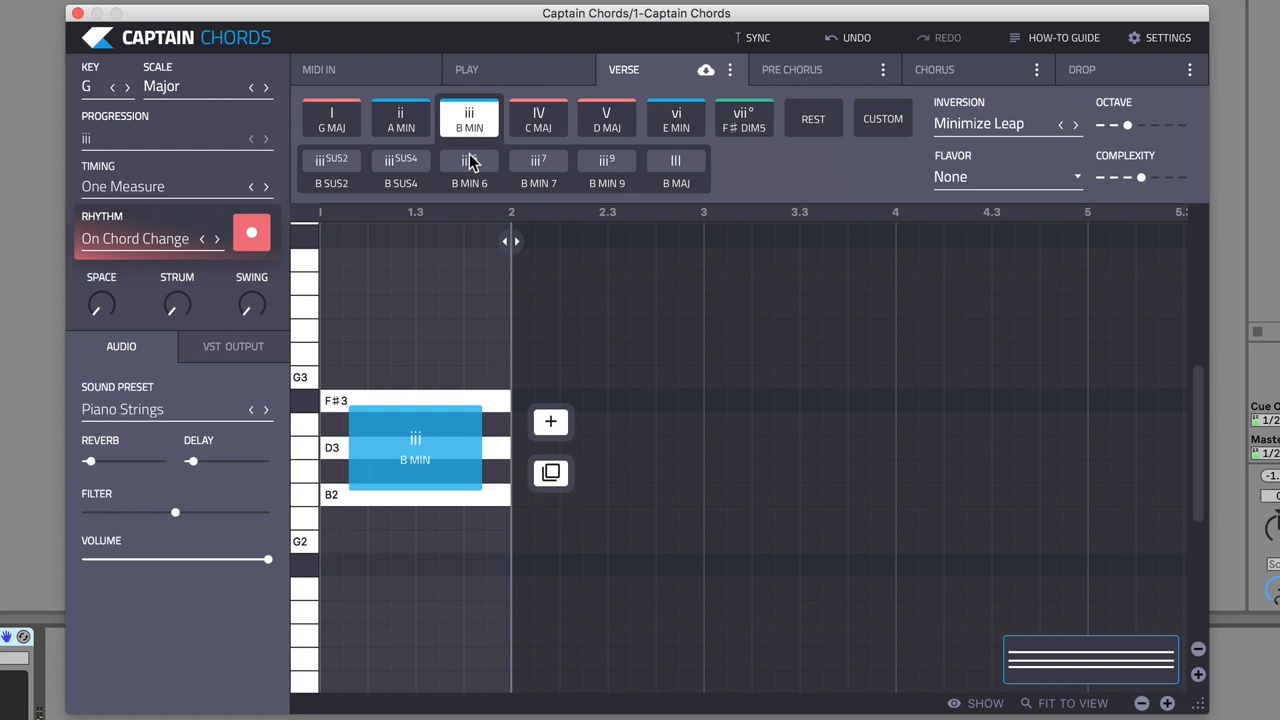 Captain Chords/1-Captain Chords
CAPTAIN CHORDS
SYNC
UNDO
REDO
HOW-TO GUIDE
SETTINGS
KEY
SCALE
G
Major
PROGRESSION
iii
TIMING
One Measure
RHYTHM
On Chord Change
SPACE
STRUM
SWING
AUDIO
VST OUTPUT
SOUND PRESET
Piano Strings
REVERB
DELAY
FILTER
VOLUME
MIDI IN
PLAY
VERSE
PRE CHORUS
CHORUS
DROP
I
G MAJ
ii
A MIN
iii
B MIN
IV
C MAJ
V
D MAJ
vi
E MIN
vii°
F# DIM5
REST
CUSTOM
INVERSION
Minimize Leap
OCTAVE
FLAVOR
None
COMPLEXITY
iiiSUS2
B SUS2
iiiSUS4
B SUS4
B MIN 6
iii7
B MIN 7
iii9
B MIN 9
III
B MAJ
1.3
2
2.3
3
3.3
4
4.3
5
G3
F#3
iii
B MIN
D3
B2
G2
SHOW
FIT TO VIEW
Cue O
1/2
Maste
1/2